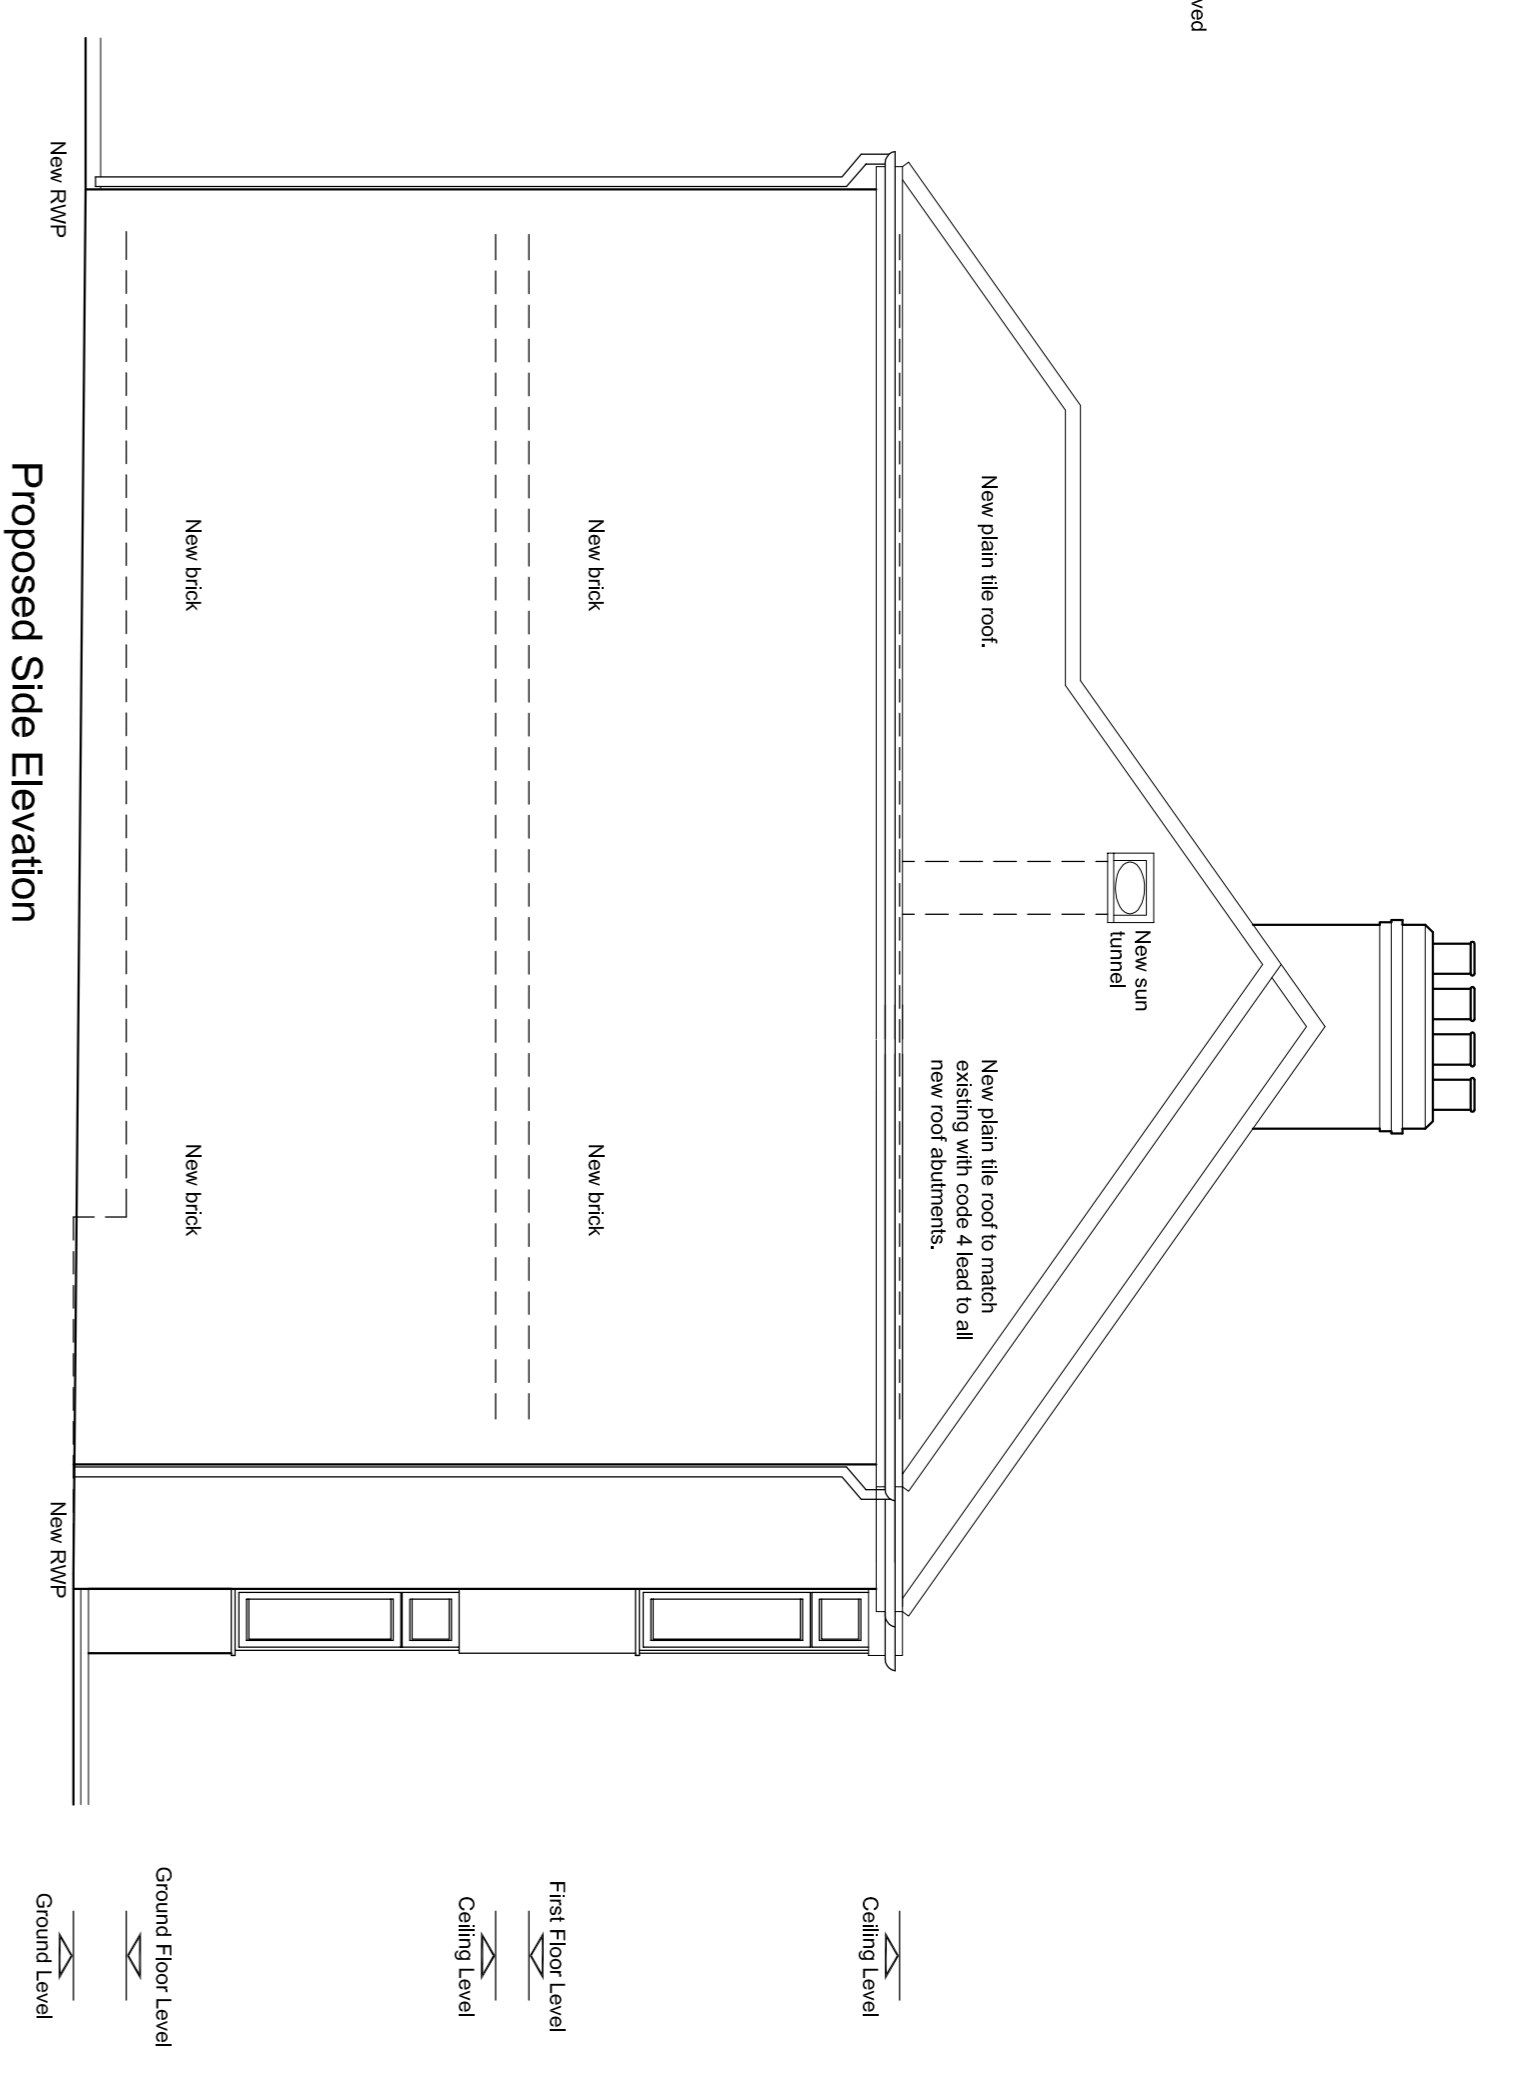 ved
New sun
tunnel
New plain tile roof.
New plain tile roof to match
existing with code 4 lead to all
new roof abutments.
Ceiling Level
New brick
New brick
First Floor Level
Ceiling Level
New brick
New brick
Ground Floor Level
New RWP
New RWP
Ground Level
Proposed Side Elevation